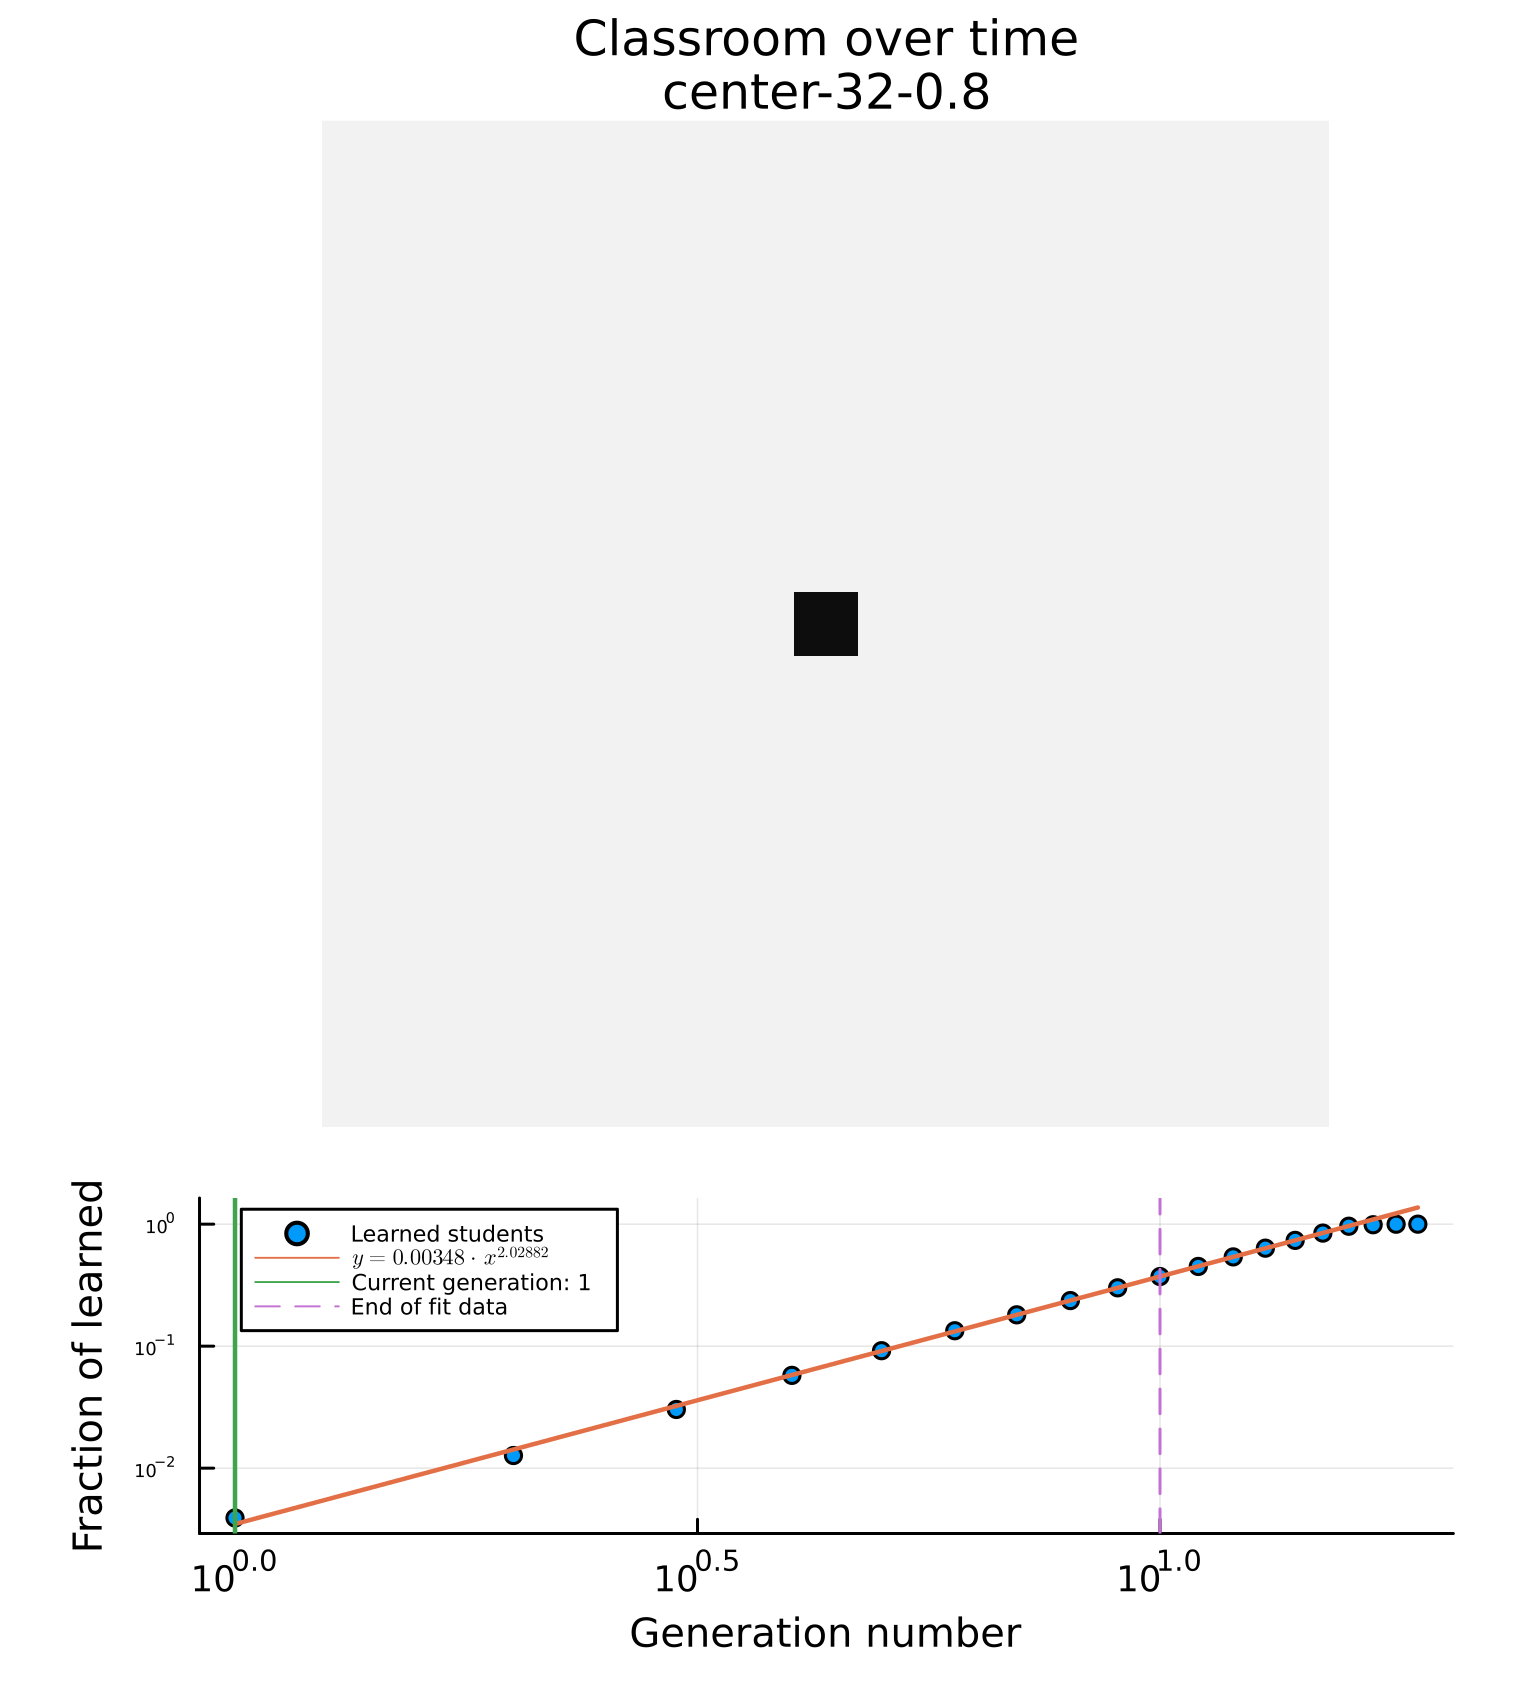 Classroom over time
center-32-0.8
Fraction of learned
10^0
10^-1
10^-2
Learned students
y = 0.00348 · x^2.02882
Current generation: 1
End of fit data
10^0.0 10^0.5 10^1.0
Generation number